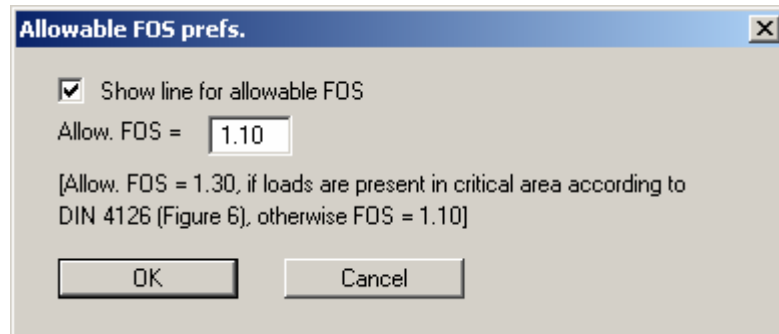 Allowable FOS prefs.
Show line for allowable FOS
Allow. FOS = 1.10
[Allow. FOS = 1.30, if loads are present in critical area according to
DIN 4126 (Figure 6), otherwise FOS = 1.10]
OK Cancel